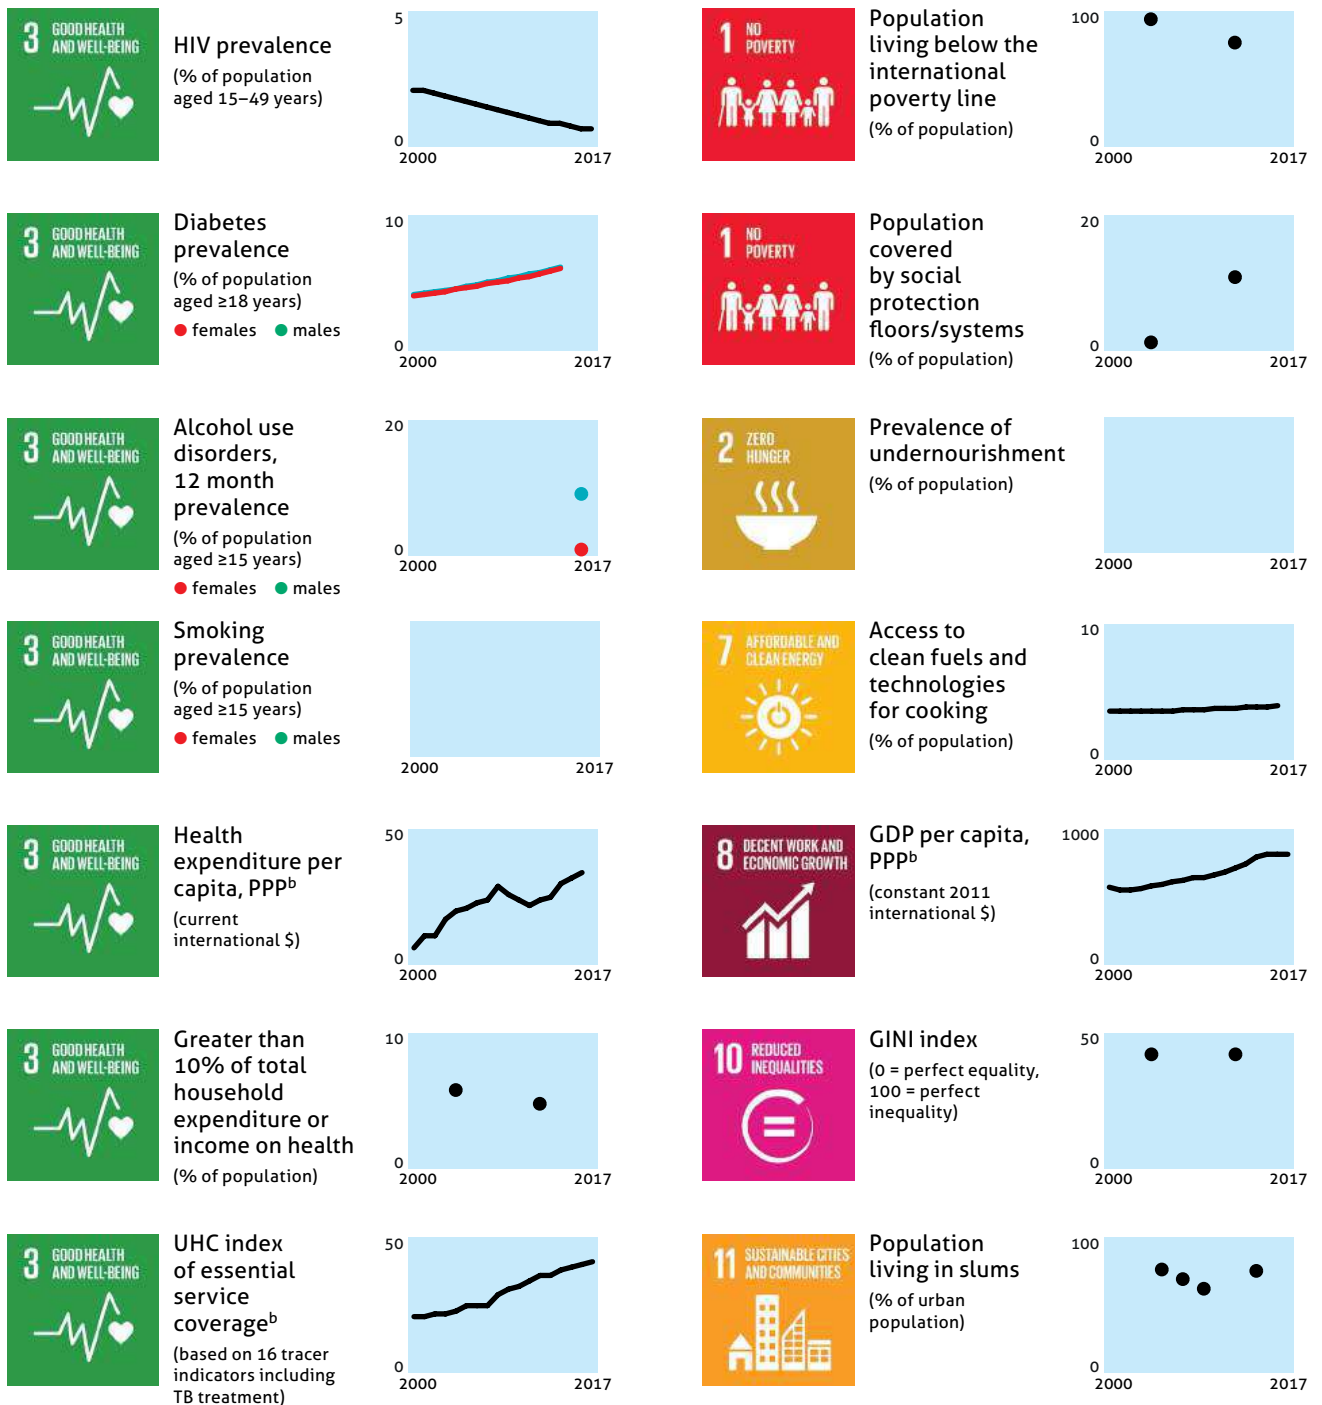 3 GOOD HEALTH
AND WELL-BEING
HIV prevalence
(% of population
aged 15–49 years)
5
0
2000 2017
1 NO
POVERTY
Population
living below the
international
poverty line
(% of population)
100
0
2000 2017
3 GOOD HEALTH
AND WELL-BEING
Diabetes
prevalence
(% of population
aged ≥18 years)
females males
10
0
2000 2017
1 NO
POVERTY
Population
covered
by social
protection
floors/systems
(% of population)
20
0
2000 2017
3 GOOD HEALTH
AND WELL-BEING
Alcohol use
disorders,
12 month
prevalence
(% of population
aged ≥15 years)
females males
20
0
2000 2017
2 ZERO
HUNGER
Prevalence of
undernourishment
(% of population)
3 GOOD HEALTH
AND WELL-BEING
Smoking
prevalence
(% of population
aged ≥15 years)
females males
2000 2017
7 AFFORDABLE AND
CLEAN ENERGY
Access to
clean fuels and
technologies
for cooking
(% of population)
10
0
2000 2017
3 GOOD HEALTH
AND WELL-BEING
Health
expenditure per
capita, PPPᵇ
(current
international $)
50
0
2000 2017
8 DECENT WORK AND
ECONOMIC GROWTH
GDP per capita,
PPPᵇ
(constant 2011
international $)
1000
0
2000 2017
3 GOOD HEALTH
AND WELL-BEING
Greater than
10% of total
household
expenditure or
income on health
(% of population)
10
0
2000 2017
10 REDUCED
INEQUALITIES
GINI index
(0 = perfect equality,
100 = perfect
inequality)
50
0
2000 2017
3 GOOD HEALTH
AND WELL-BEING
UHC index
of essential
service
coverageᵇ
(based on 16 tracer
indicators including
TB treatment)
50
0
2000 2017
11 SUSTAINABLE CITIES
AND COMMUNITIES
Population
living in slums
(% of urban
population)
100
0
2000 2017